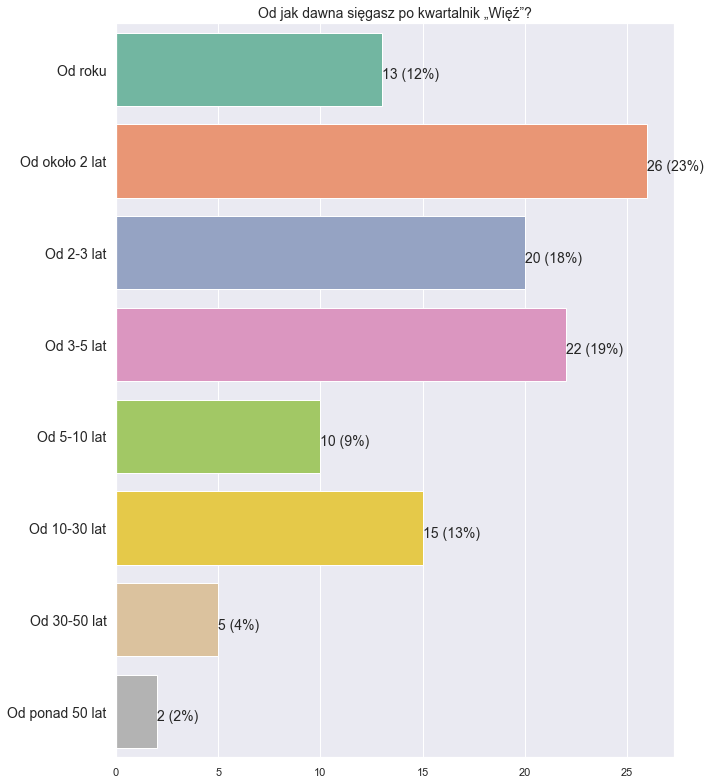 Od jak dawna sięgasz po kwartalnik „Więź”?
Od roku 13 (12%)
Od około 2 lat 26 (23%)
Od 2-3 lat 20 (18%)
Od 3-5 lat 22 (19%)
Od 5-10 lat 10 (9%)
Od 10-30 lat 15 (13%)
Od 30-50 lat 5 (4%)
Od ponad 50 lat 2 (2%)
0 5 10 15 20 25